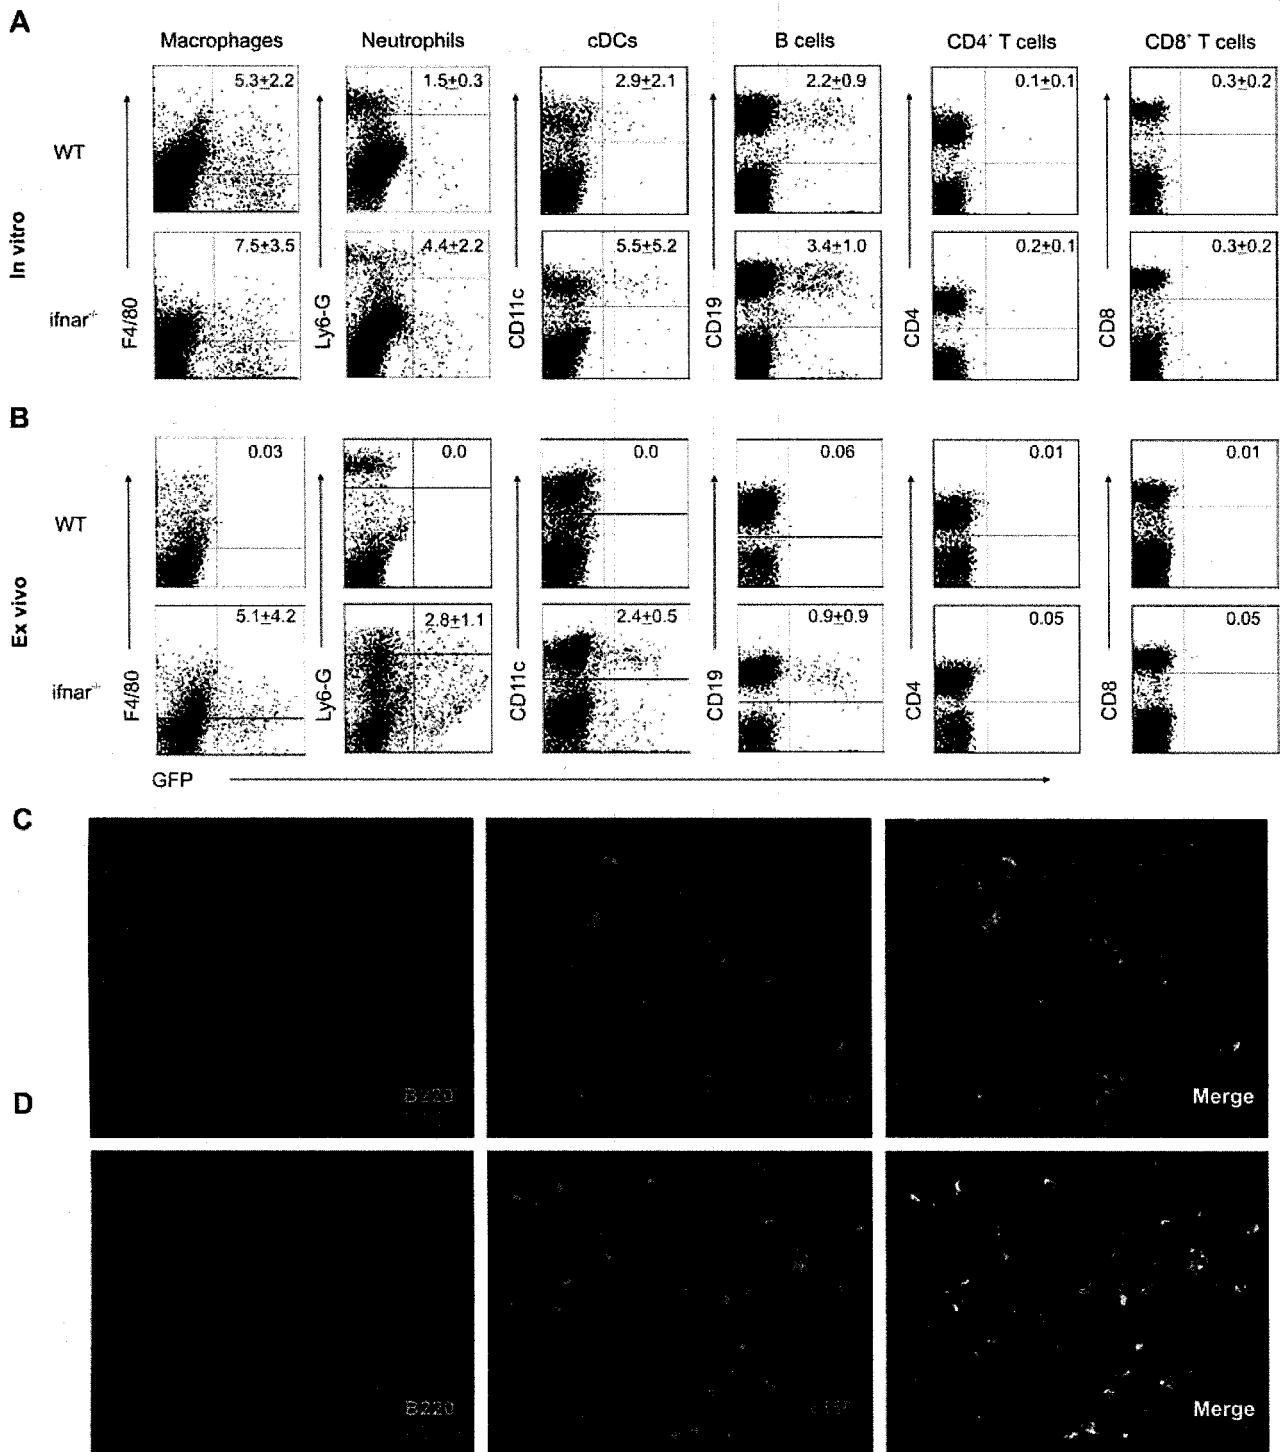 A
Macrophages Neutrophils cDCs B cells CD4+ T cells CD8+ T cells
In vitro
WT
F4/80 Ly6-G CD11c CD19 CD4 CD8
5.3±2.2 1.5±0.3 2.9±2.1 2.2±0.9 0.1±0.1 0.3±0.2
ifnar-/-
7.5±3.5 4.4±2.2 5.5±5.2 3.4±1.0 0.2±0.1 0.3±0.2
B
Ex vivo
WT
F4/80 Ly6-G CD11c CD19 CD4 CD8
0.03 0.0 0.0 0.06 0.01 0.01
ifnar-/-
5.1±4.2 2.8±1.1 2.4±0.5 0.9±0.9 0.05 0.05
GFP
C
B220 Merge
D
B220 Merge